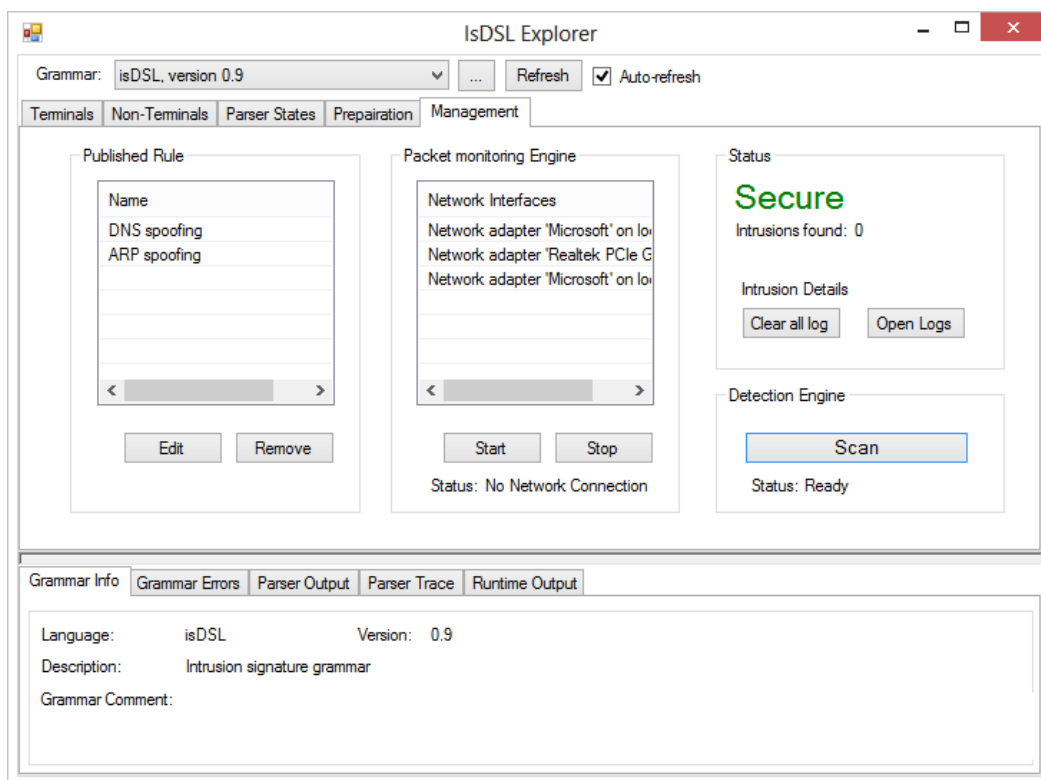 IsDSL Explorer
Grammar: isDSL, version 0.9 ... Refresh Auto-refresh
Terminals Non-Terminals Parser States Prepairation Management
Published Rule
Name
DNS spoofing
ARP spoofing
Edit Remove
Packet monitoring Engine
Network Interfaces
Network adapter 'Microsoft' on lo
Network adapter 'Realtek PCIe G
Network adapter 'Microsoft' on lo
Start Stop
Status: No Network Connection
Status
Secure
Intrusions found: 0
Intrusion Details
Clear all log Open Logs
Detection Engine
Scan
Status: Ready
Grammar Info Grammar Errors Parser Output Parser Trace Runtime Output
Language: isDSL Version: 0.9
Description: Intrusion signature grammar
Grammar Comment: